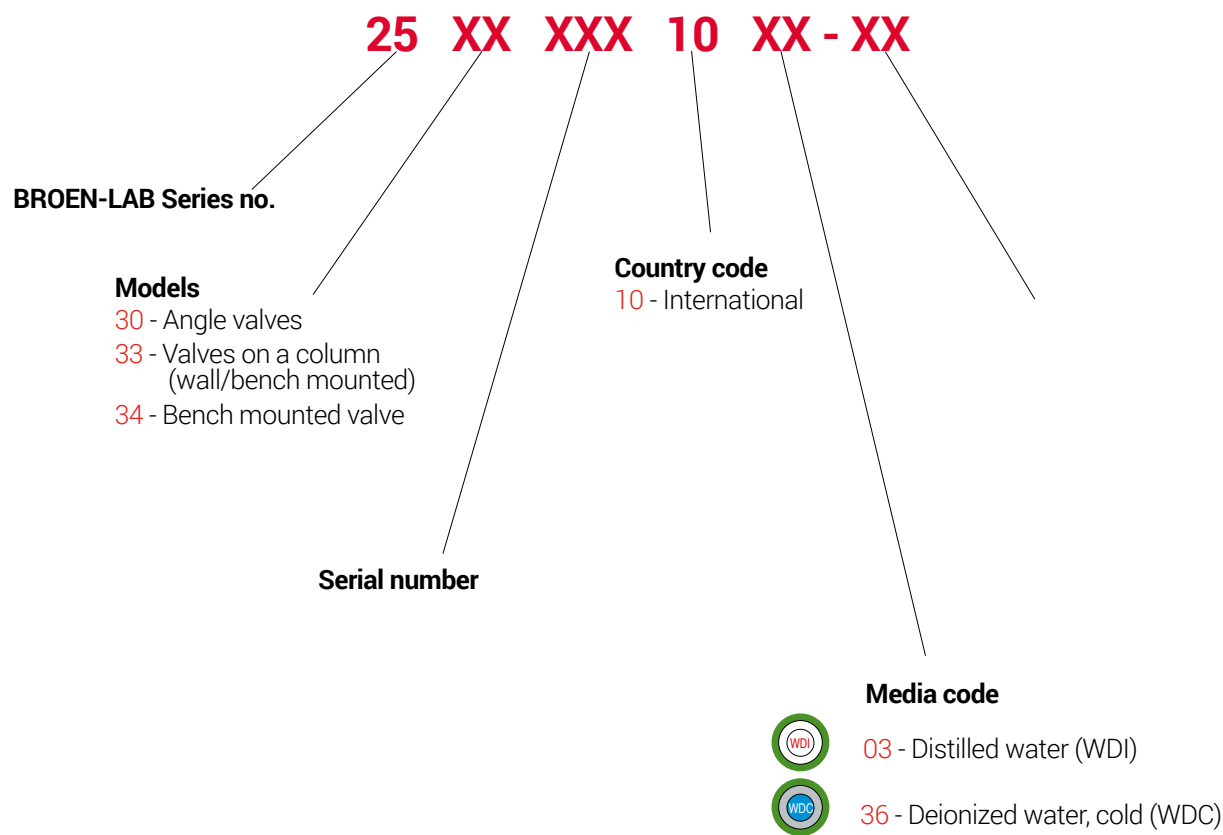 25 XX XXX 10 XX - XX
BROEN-LAB Series no.
Models
30 - Angle valves
33 - Valves on a column
(wall/bench mounted)
34 - Bench mounted valve
Country code
10 - International
Serial number
Media code
WDI
03 - Distilled water (WDI)
WDC
36 - Deionized water, cold (WDC)